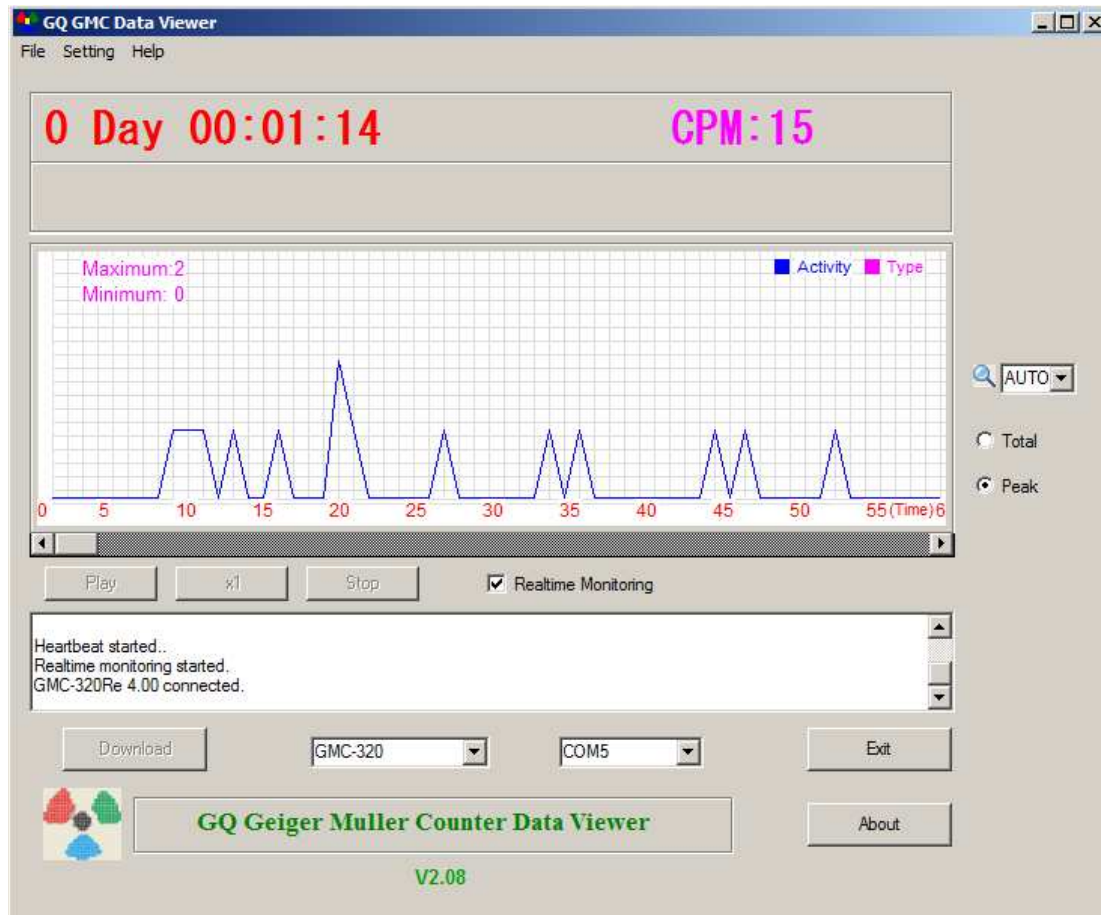 GQ GMC Data Viewer
File Setting Help
0 Day 00:01:14 CPM:15
Maximum:2 Activity Type
Minimum: 0
AUTO
Total
Peak
0 5 10 15 20 25 30 35 40 45 50 55 (Time) 6
Play x1 Stop Realtime Monitoring
Heartbeat started..
Realtime monitoring started.
GMC-320Re 4.00 connected.
Download GMC-320 COM5 Exit
GQ Geiger Muller Counter Data Viewer About
V2.08